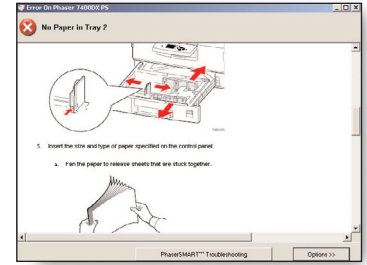 Error On Phaser 7400DX PS
No Paper in Tray 2
5. Insert the size and type of paper specified on the control panel.
a. Fan the paper to release sheets that are stuck together.
PhaserSMART™ Troubleshooting
Options >>